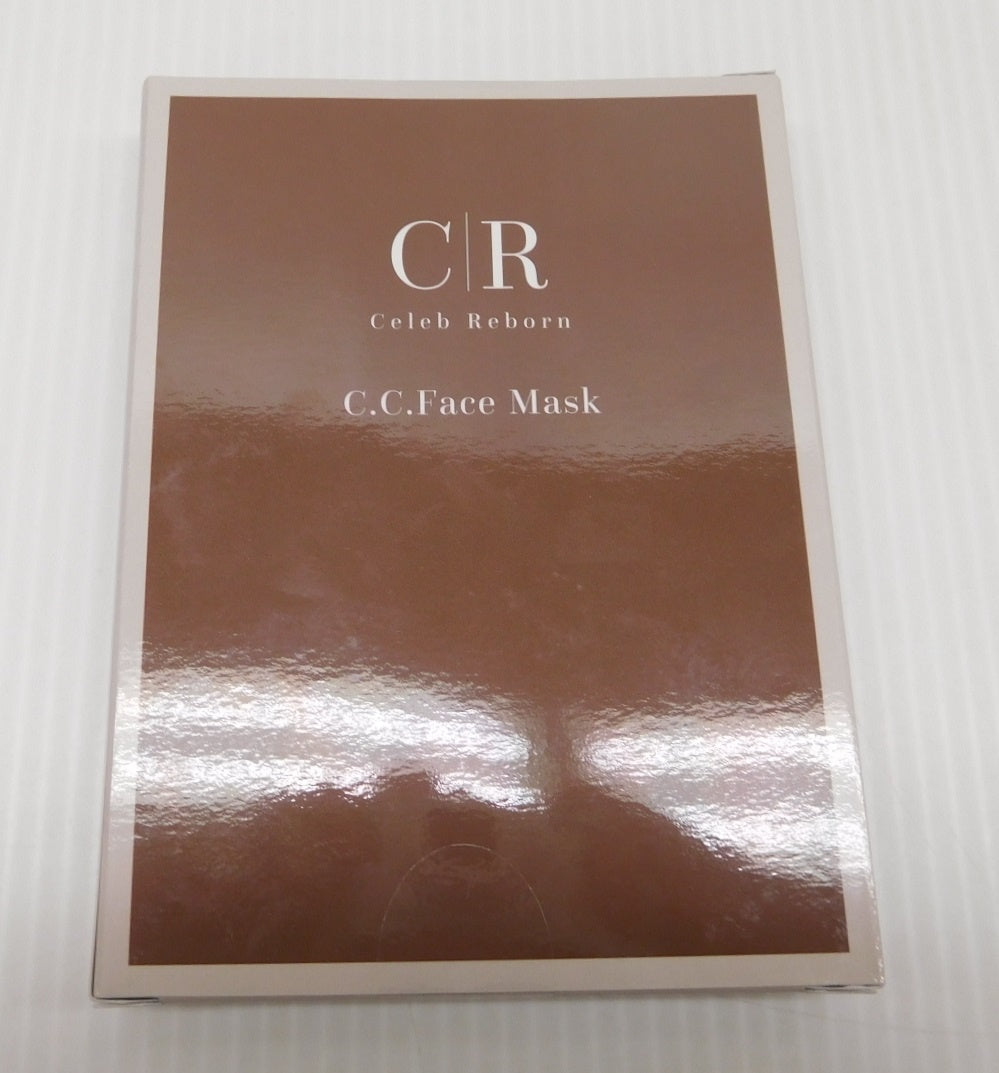 C|R
Celeb Reborn
C.C.Face Mask